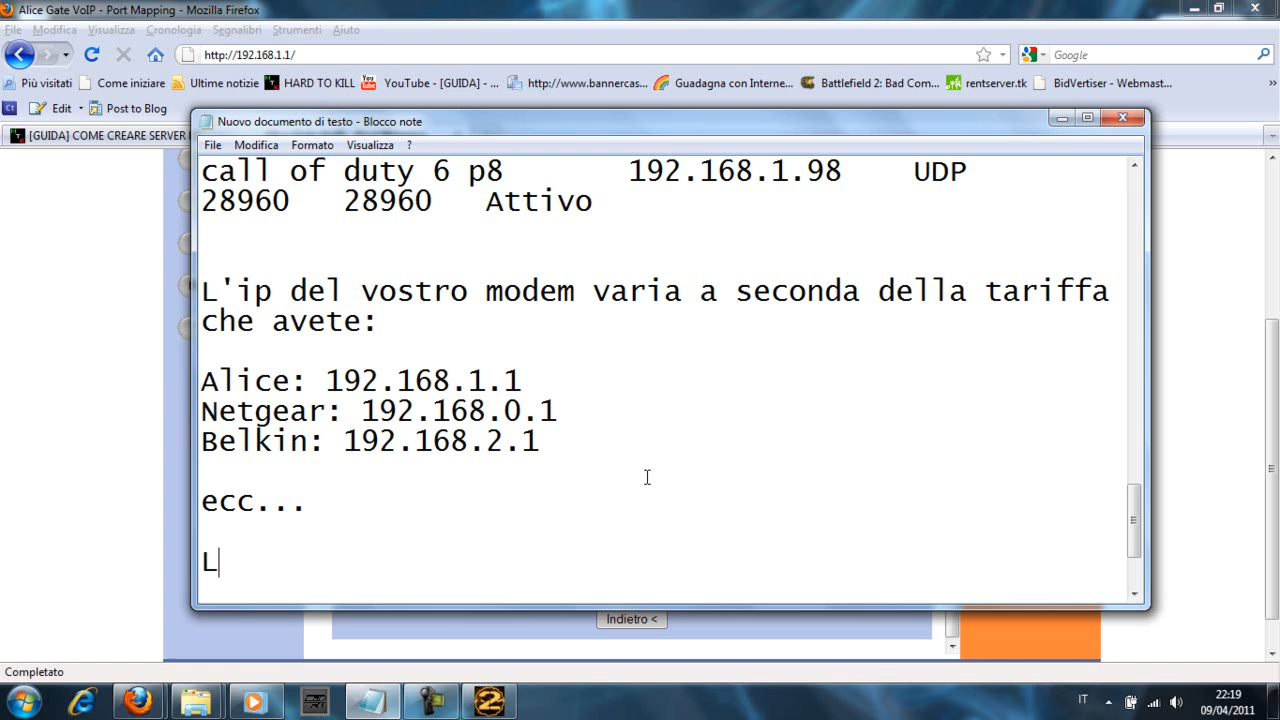 Alice Gate VoIP - Port Mapping - Mozilla Firefox
File Modifica Visualizza Cronologia Segnalibri Strumenti Aiuto
http://192.168.1.1/
Google
Più visitati Come iniziare Ultime notizie HARD TO KILL YouTube - [GUIDA] - ... http://www.bannercas... Guadagna con Interne... Battlefield 2: Bad Com... rentserver.tk BidVertiser - Webmast... »
Ct Edit Post to Blog
[GUIDA] COME CREARE SERVER
Nuovo documento di testo - Blocco note
File Modifica Formato Visualizza ?
call of duty 6 p8 192.168.1.98 UDP
28960 28960 Attivo
L'ip del vostro modem varia a seconda della tariffa
che avete:
Alice: 192.168.1.1
Netgear: 192.168.0.1
Belkin: 192.168.2.1
ecc...
L
Indietro <
Completato
IT
22:19
09/04/2011